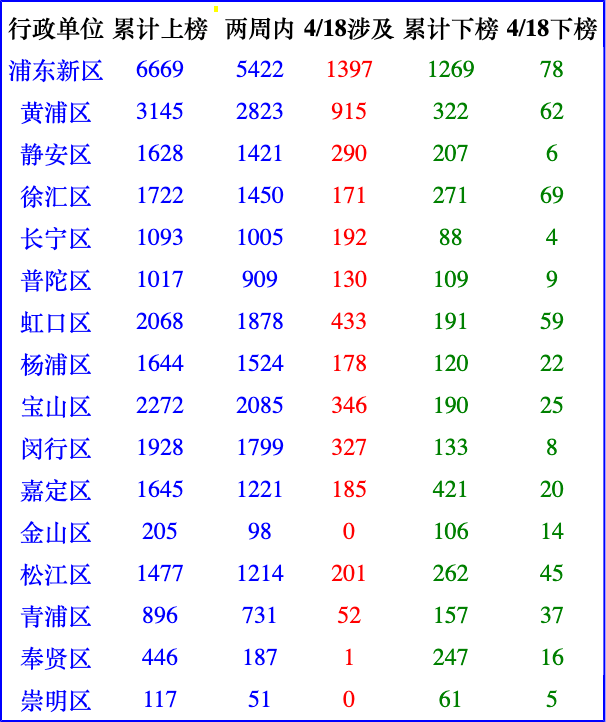 行政单位 累计上榜 两周内 4/18涉及 累计下榜 4/18下榜
浦东新区 6669 5422 1397 1269 78
黄浦区 3145 2823 915 322 62
静安区 1628 1421 290 207 6
徐汇区 1722 1450 171 271 69
长宁区 1093 1005 192 88 4
普陀区 1017 909 130 109 9
虹口区 2068 1878 433 191 59
杨浦区 1644 1524 178 120 22
宝山区 2272 2085 346 190 25
闵行区 1928 1799 327 133 8
嘉定区 1645 1221 185 421 20
金山区 205 98 0 106 14
松江区 1477 1214 201 262 45
青浦区 896 731 52 157 37
奉贤区 446 187 1 247 16
崇明区 117 51 0 61 5